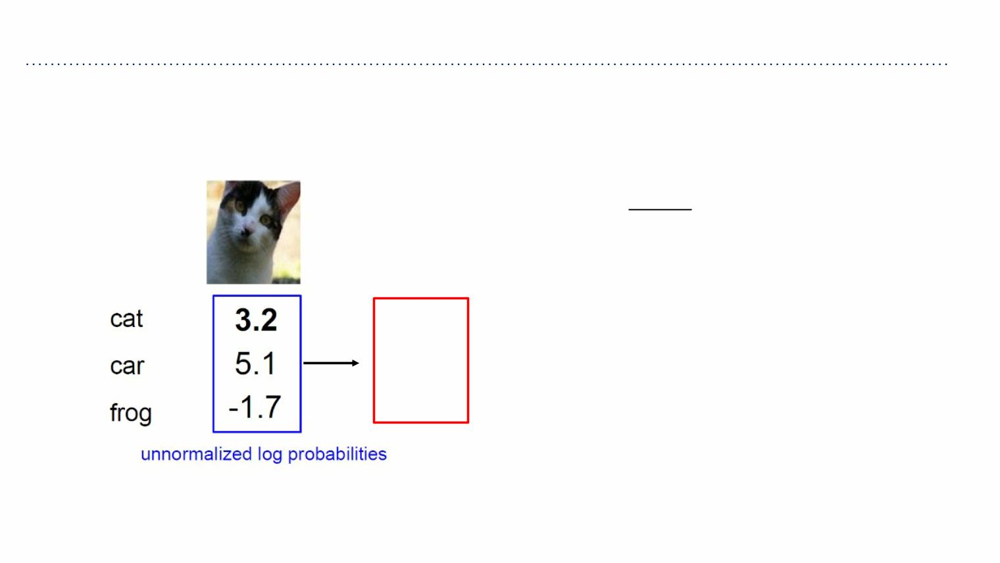 cat 3.2
car 5.1
frog -1.7
unnormalized log probabilities